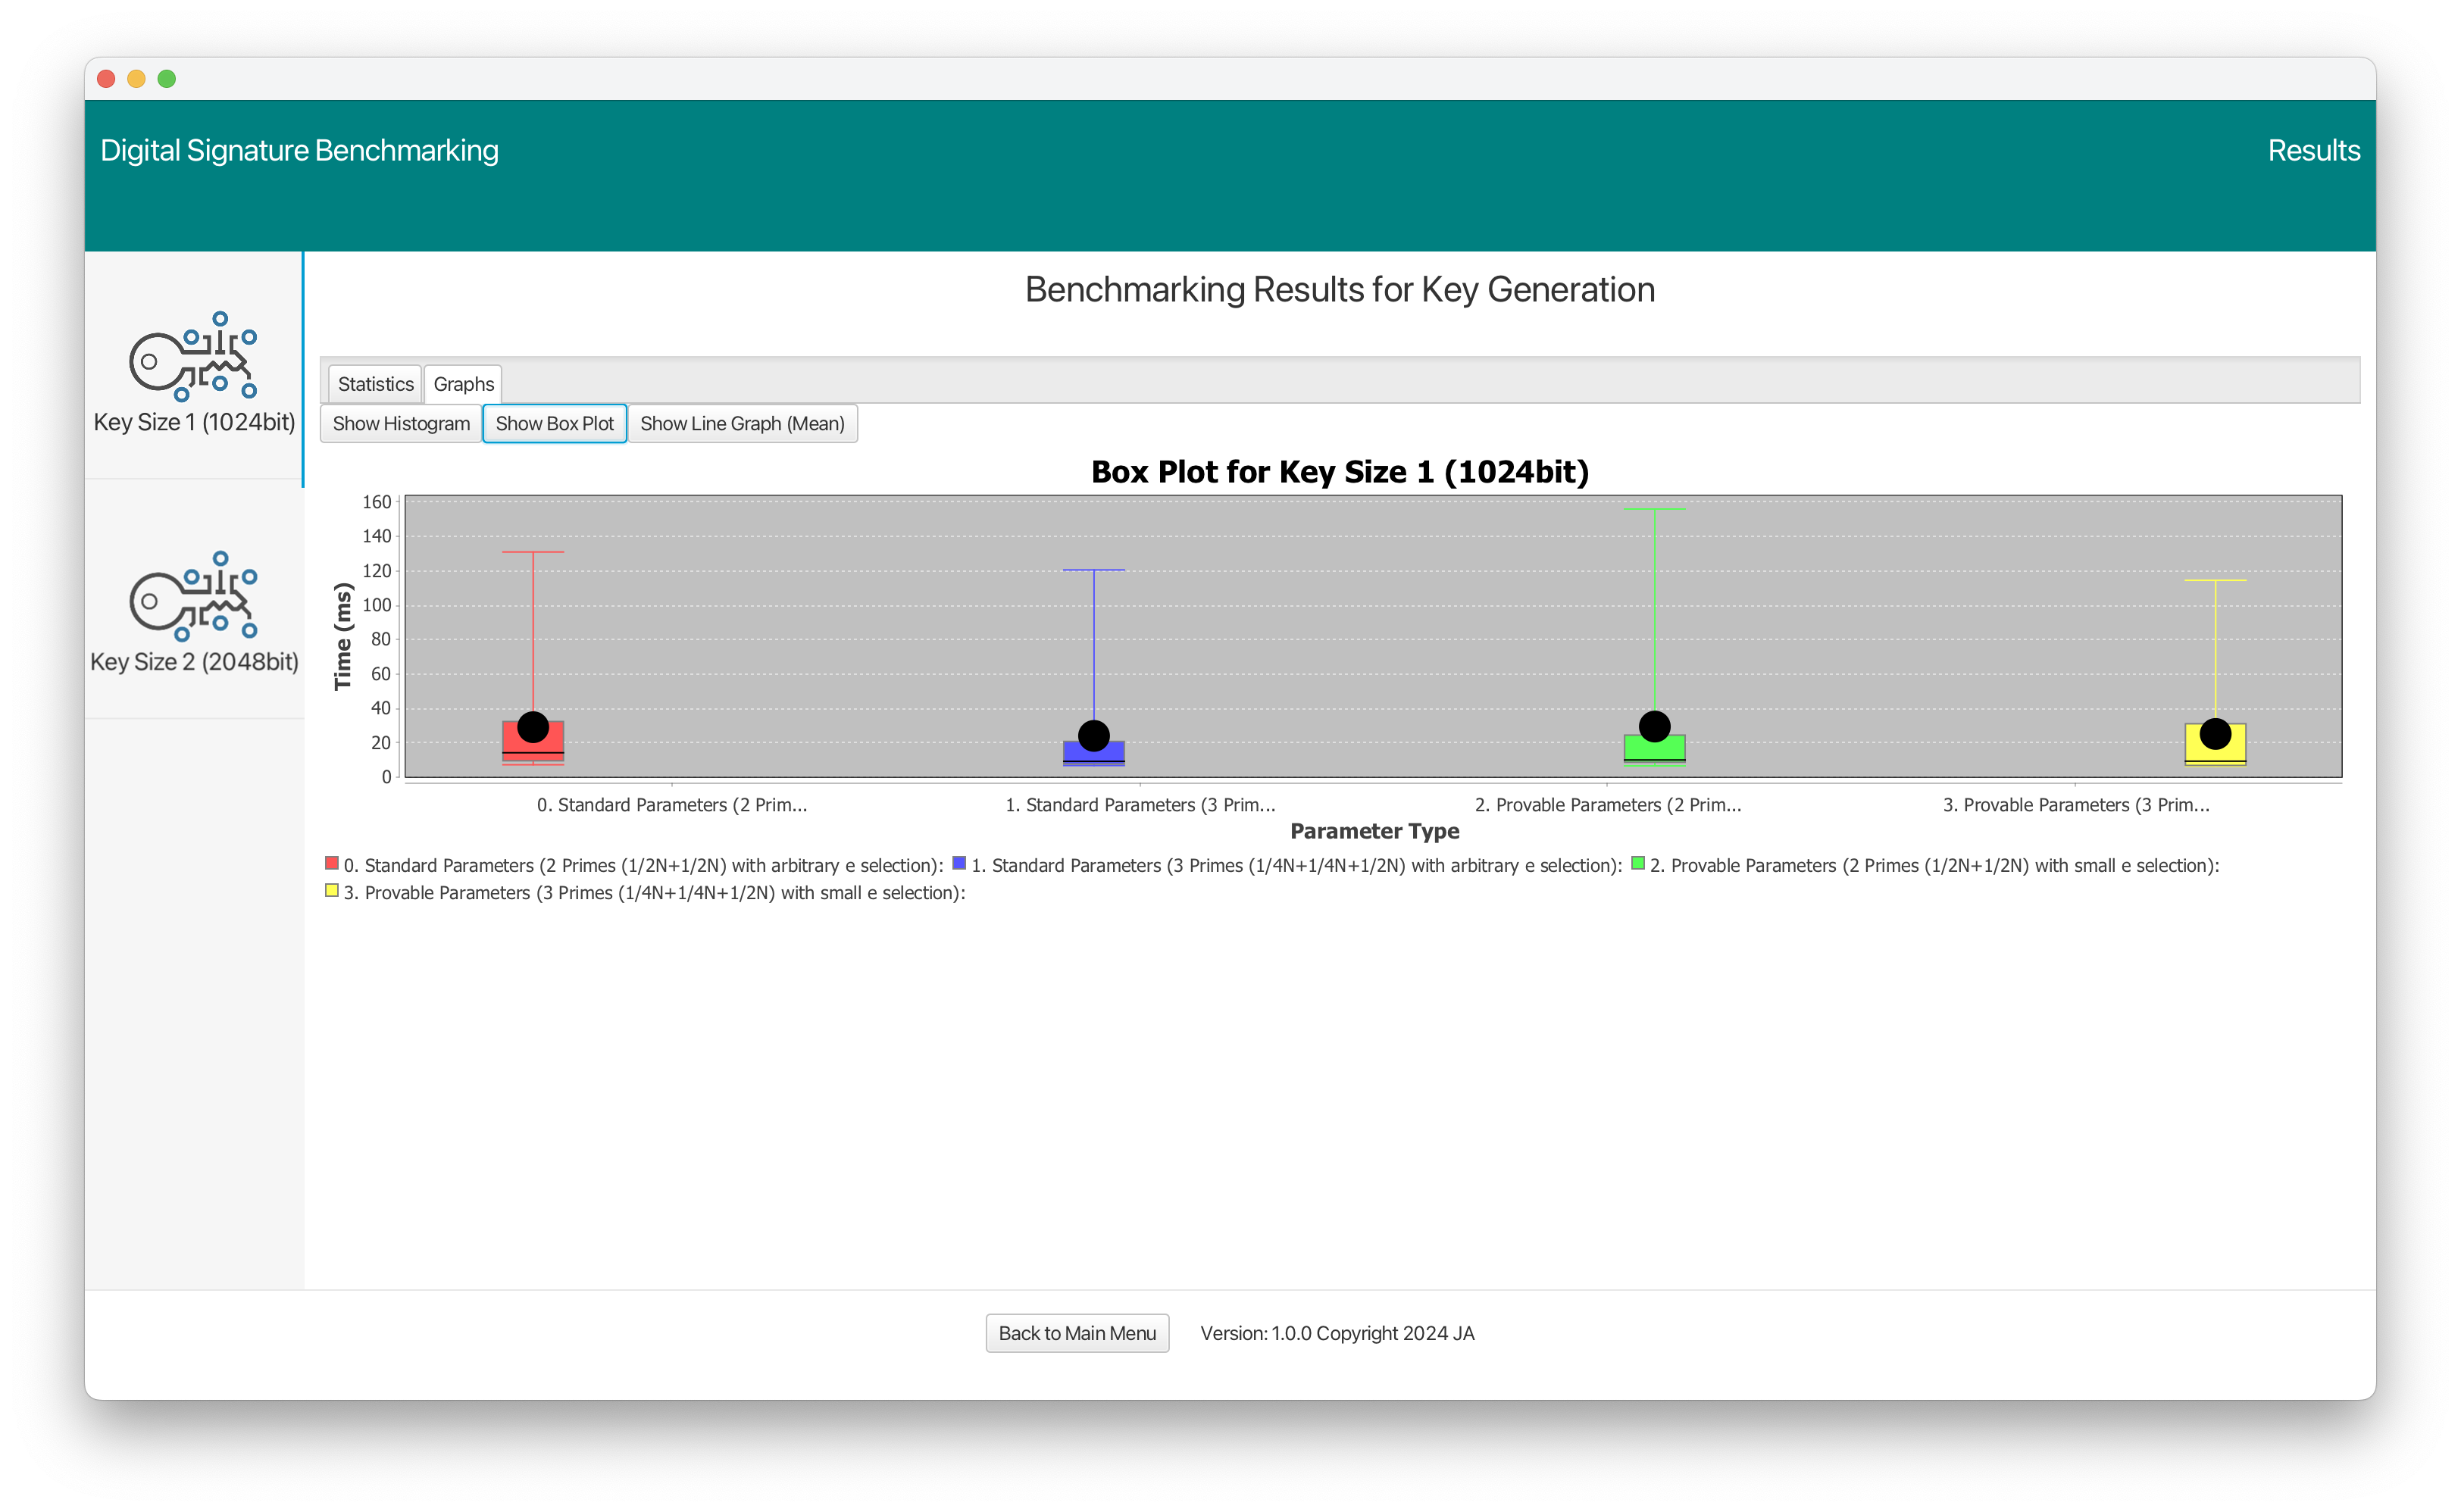 Digital Signature Benchmarking
Results
Key Size 1 (1024bit)
Key Size 2 (2048bit)
Benchmarking Results for Key Generation
Statistics
Graphs
Show Histogram
Show Box Plot
Show Line Graph (Mean)
Box Plot for Key Size 1 (1024bit)
Time (ms)
160
140
120
100
80
60
40
20
0
0. Standard Parameters (2 Prim...
1. Standard Parameters (3 Prim...
2. Provable Parameters (2 Prim...
3. Provable Parameters (3 Prim...
Parameter Type
0. Standard Parameters (2 Primes (1/2N+1/2N) with arbitrary e selection):
1. Standard Parameters (3 Primes (1/4N+1/4N+1/2N) with arbitrary e selection):
2. Provable Parameters (2 Primes (1/2N+1/2N) with small e selection):
3. Provable Parameters (3 Primes (1/4N+1/4N+1/2N) with small e selection):
Back to Main Menu
Version: 1.0.0 Copyright 2024 JA